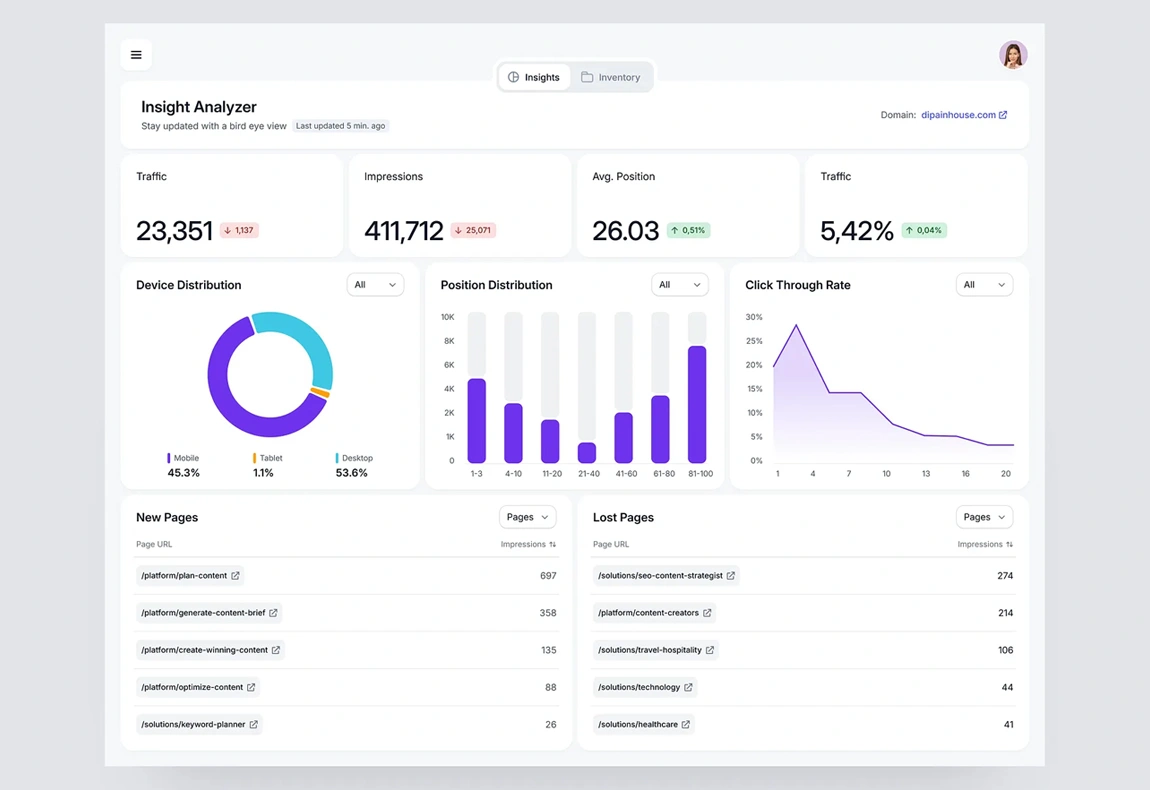 Insights
Inventory
Insight Analyzer
Stay updated with a bird eye view Last updated 5 min. ago
Domain: dipainhouse.com
Traffic
23,351 ↓ 1,137
Impressions
411,712 ↓ 25,071
Avg. Position
26.03 ↑ 0,51%
Traffic
5,42% ↑ 0,04%
Device Distribution
All
Mobile
45.3%
Tablet
1.1%
Desktop
53.6%
Position Distribution
All
10K
8K
6K
4K
2K
1K
0
1-3 4-10 11-20 21-40 41-60 61-80 81-100
Click Through Rate
All
30%
25%
20%
15%
10%
5%
0%
1 4 7 10 13 16 20
New Pages
Pages
Page URL Impressions
/platform/plan-content 697
/platform/generate-content-brief 358
/platform/create-winning-content 135
/platform/optimize-content 88
/solutions/keyword-planner 26
Lost Pages
Pages
Page URL Impressions
/solutions/seo-content-strategist 274
/platform/content-creators 214
/solutions/travel-hospitality 106
/solutions/technology 44
/solutions/healthcare 41